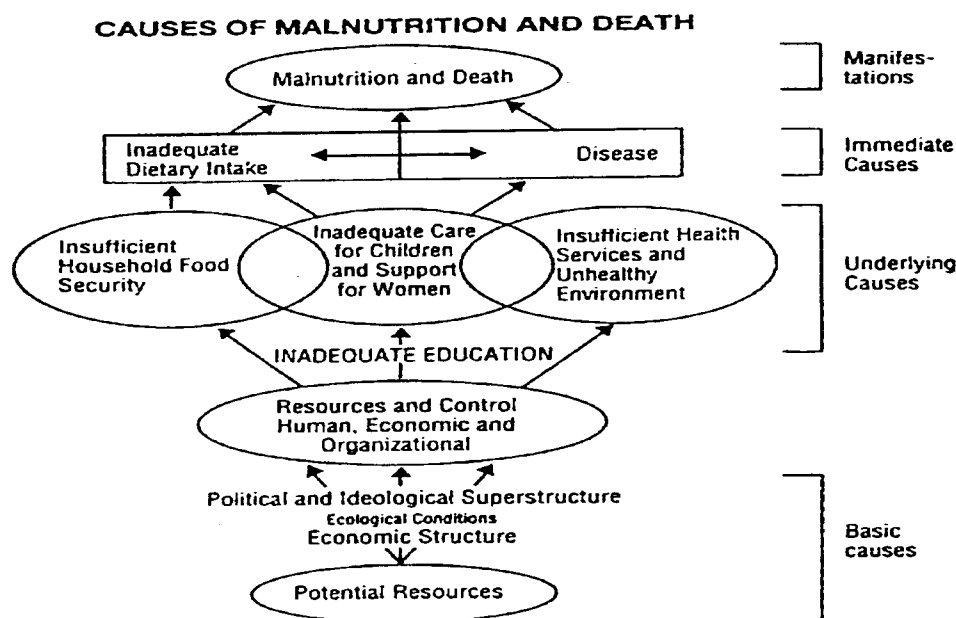 CAUSES OF MALNUTRITION AND DEATH
Malnutrition and Death
Manifes-
tations
Inadequate
Dietary Intake
Disease
Immediate
Causes
Insufficient
Household Food
Security
Inadequate Care
for Children
and Support
for Women
Insufficient Health
Services and
Unhealthy
Environment
Underlying
Causes
INADEQUATE EDUCATION
Resources and Control
Human, Economic and
Organizational
Political and Ideological Superstructure
Ecological Conditions
Economic Structure
Potential Resources
Basic
causes